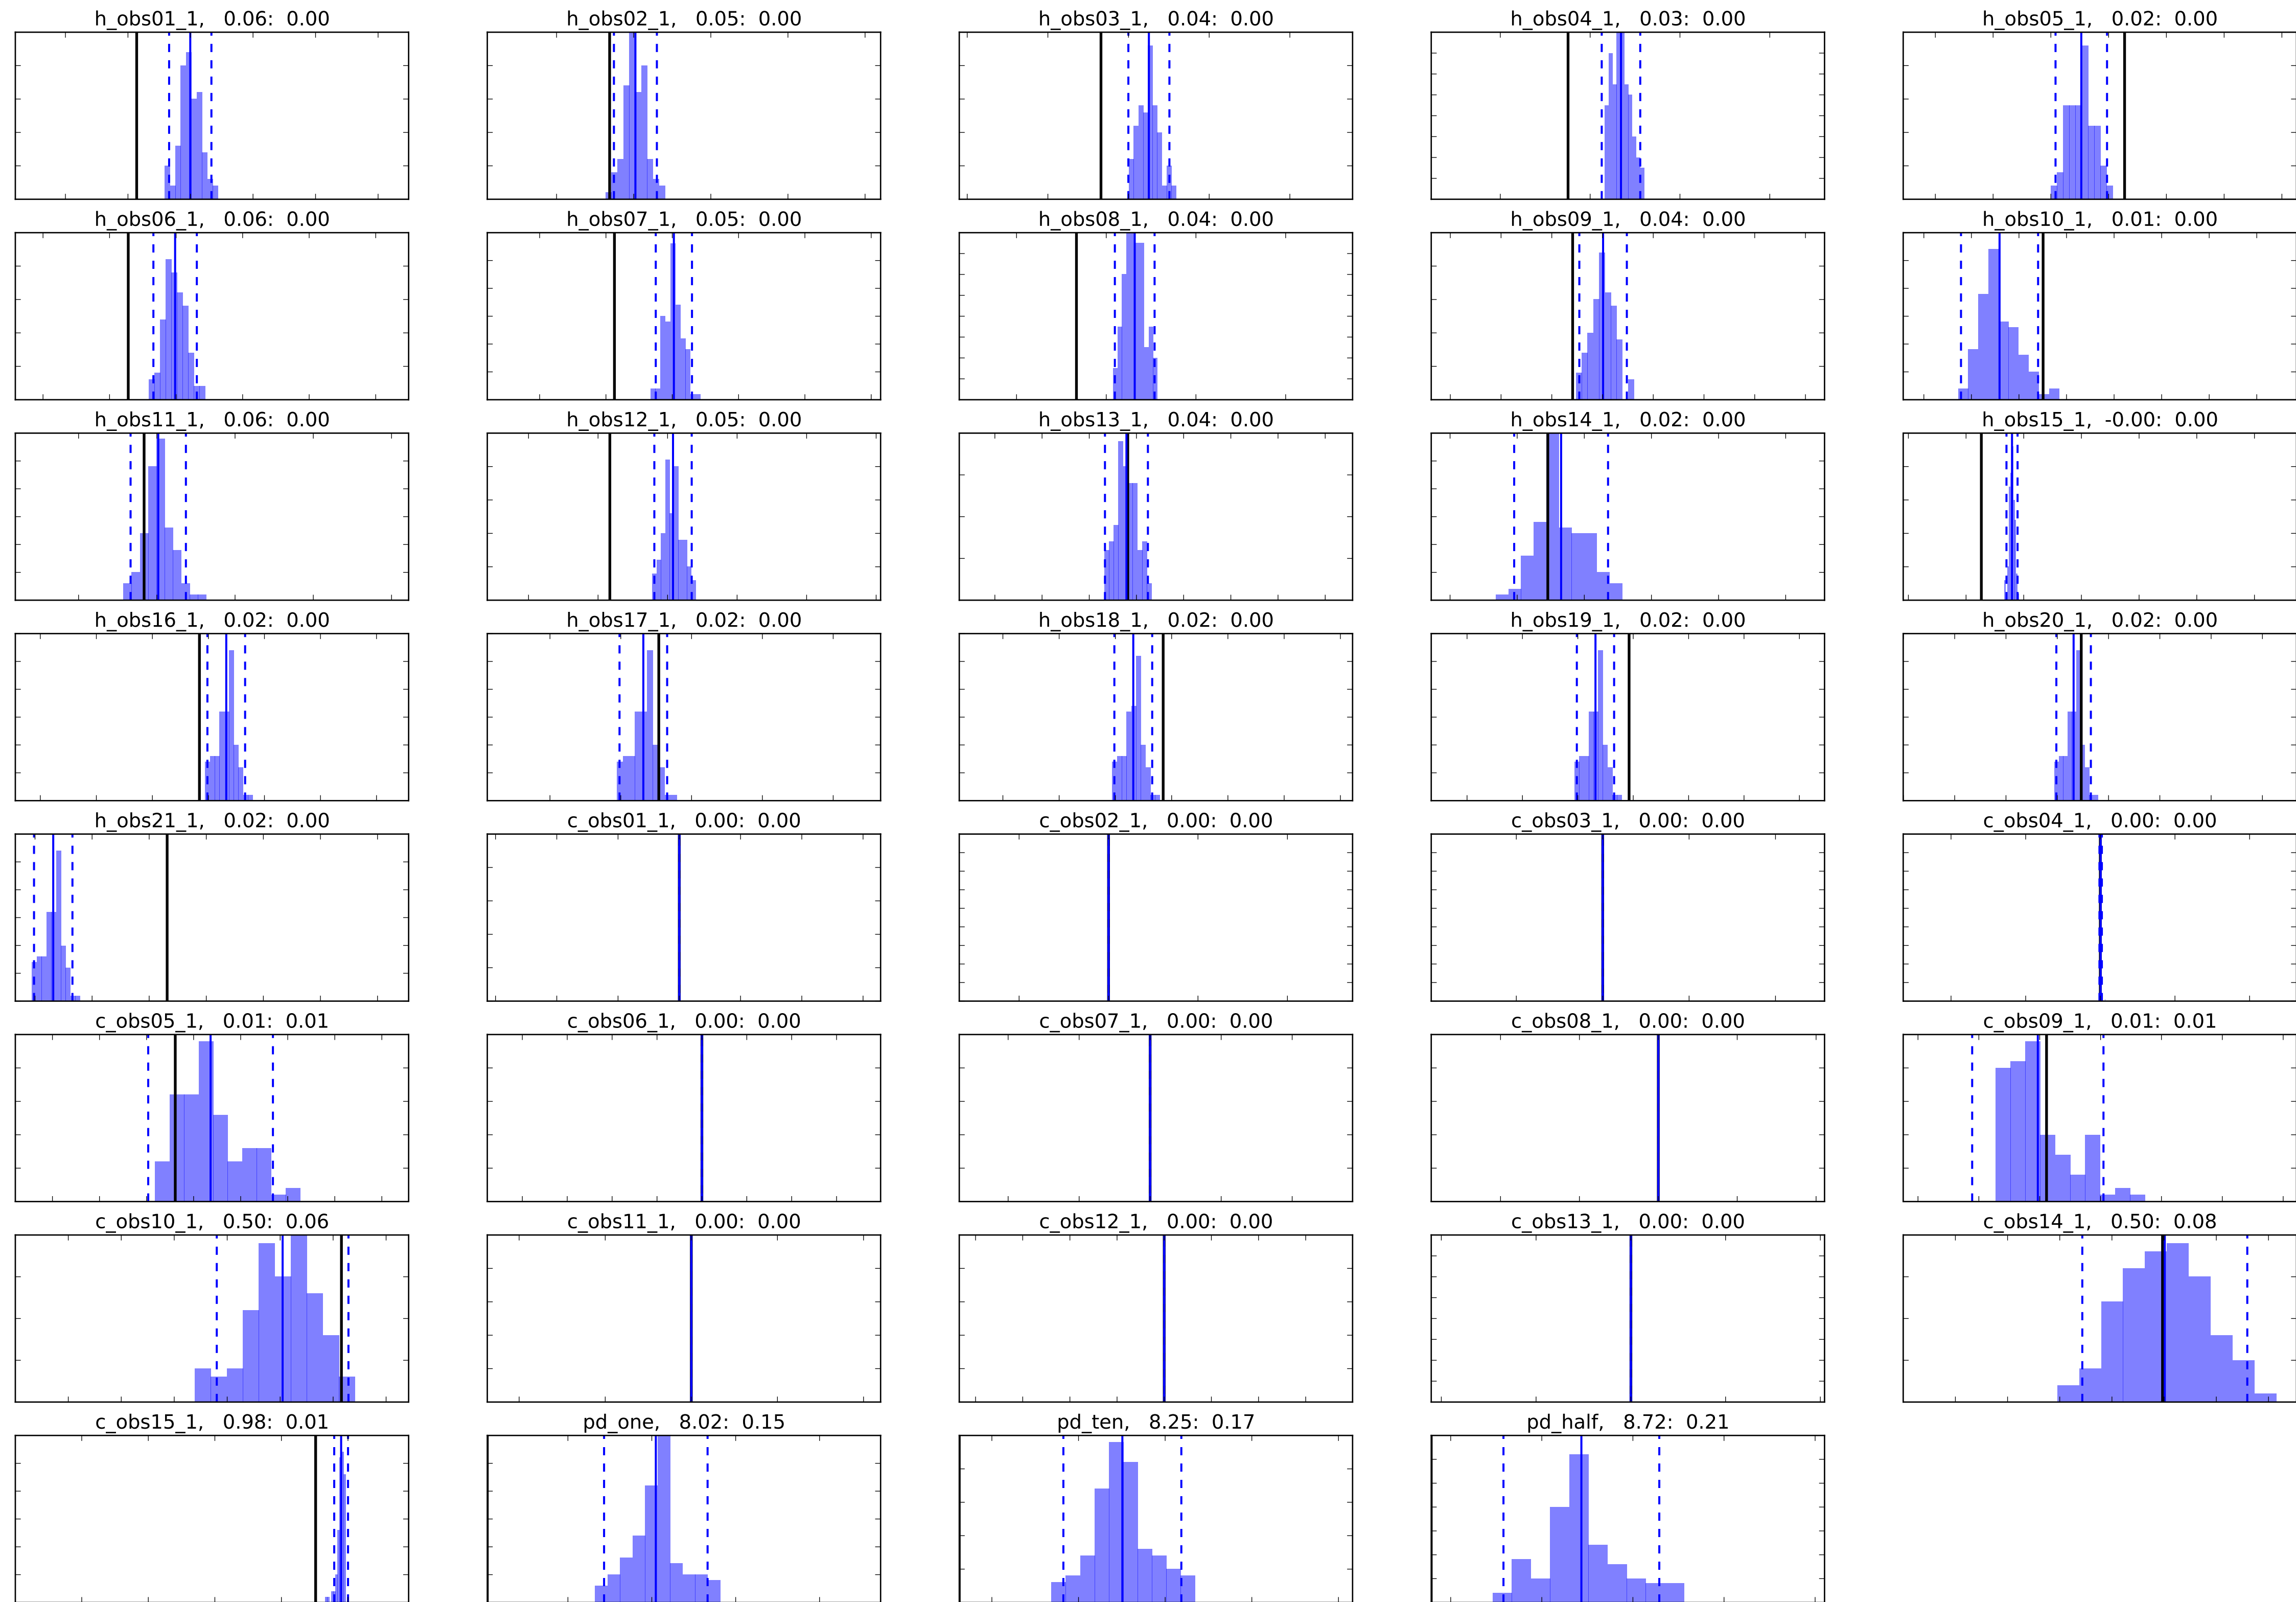 h_obs01_1,   0.06:  0.00
h_obs02_1,   0.05:  0.00
h_obs03_1,   0.04:  0.00
h_obs04_1,   0.03:  0.00
h_obs05_1,   0.02:  0.00
h_obs06_1,   0.06:  0.00
h_obs07_1,   0.05:  0.00
h_obs08_1,   0.04:  0.00
h_obs09_1,   0.04:  0.00
h_obs10_1,   0.01:  0.00
h_obs11_1,   0.06:  0.00
h_obs12_1,   0.05:  0.00
h_obs13_1,   0.04:  0.00
h_obs14_1,   0.02:  0.00
h_obs15_1,   -0.00:  0.00
h_obs16_1,   0.02:  0.00
h_obs17_1,   0.02:  0.00
h_obs18_1,   0.02:  0.00
h_obs19_1,   0.02:  0.00
h_obs20_1,   0.02:  0.00
h_obs21_1,   0.02:  0.00
c_obs01_1,   0.00:  0.00
c_obs02_1,   0.00:  0.00
c_obs03_1,   0.00:  0.00
c_obs04_1,   0.00:  0.00
c_obs05_1,   0.01:  0.01
c_obs06_1,   0.00:  0.00
c_obs07_1,   0.00:  0.00
c_obs08_1,   0.00:  0.00
c_obs09_1,   0.01:  0.01
c_obs10_1,   0.50:  0.06
c_obs11_1,   0.00:  0.00
c_obs12_1,   0.00:  0.00
c_obs13_1,   0.00:  0.00
c_obs14_1,   0.50:  0.08
c_obs15_1,   0.98:  0.01
pd_one,   8.02:  0.15
pd_ten,   8.25:  0.17
pd_half,   8.72:  0.21